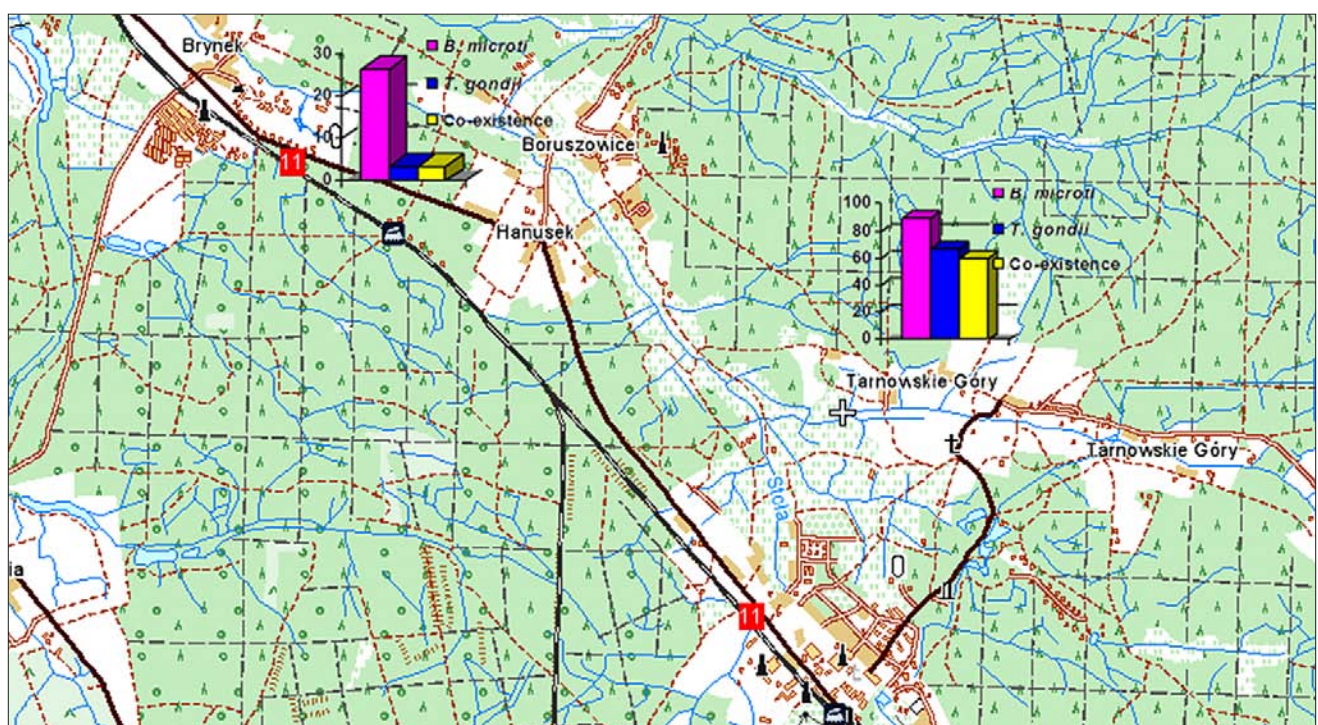 Brynek
30
20
10
0
B. microti
T. gondii
Co-existence
11
Boruszowice
Hanusek
100
80
60
40
20
0
B. microti
T. gondii
Co-existence
Tarnowskie Góry
Tarnowskie Góry
Stoła
ia
11